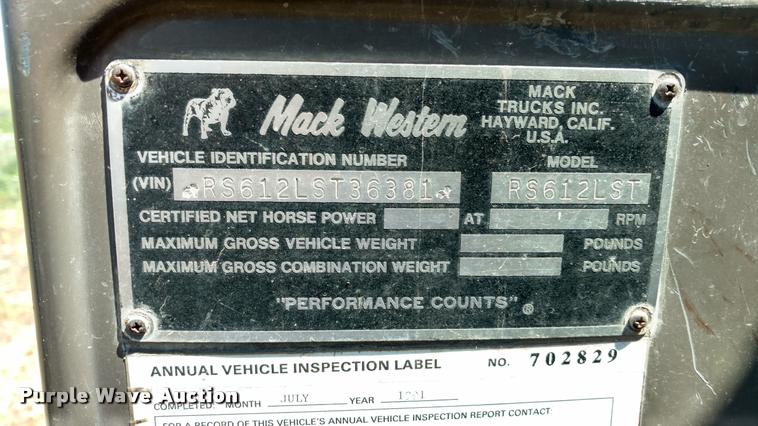 Mack Western
MACK
TRUCKS INC.
HAYWARD, CALIF.
U.S.A.
VEHICLE IDENTIFICATION NUMBER MODEL
(VIN) RS612LST36381 RS612LST
CERTIFIED NET HORSE POWER AT RPM
MAXIMUM GROSS VEHICLE WEIGHT POUNDS
MAXIMUM GROSS COMBINATION WEIGHT POUNDS
"PERFORMANCE COUNTS" ®
ANNUAL VEHICLE INSPECTION LABEL NO. 702829
COMPLETED: MONTH JULY YEAR
FOR A RECORD OF THIS VEHICLE'S ANNUAL VEHICLE INSPECTION REPORT CONTACT:
Purple Wave Auction